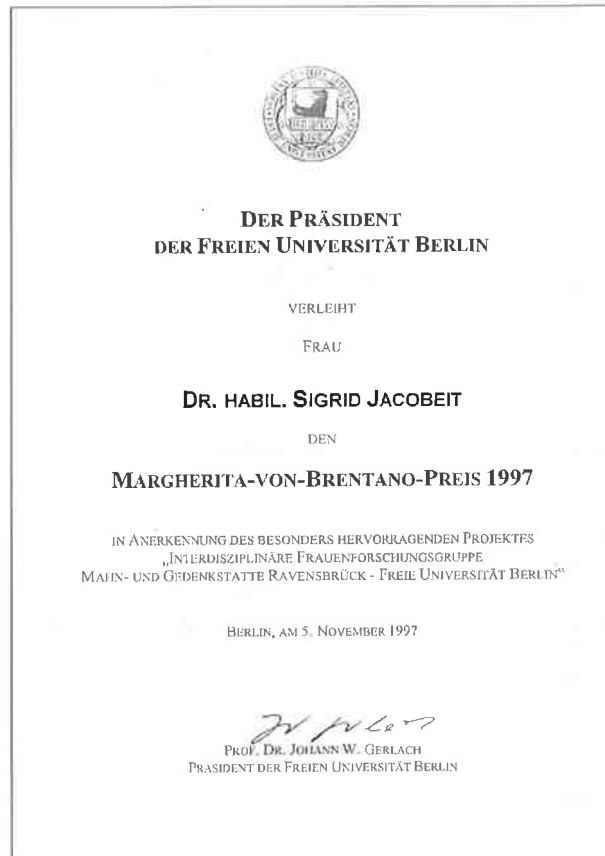 DER PRÄSIDENT
DER FREIEN UNIVERSITÄT BERLIN
VERLEIHT
FRAU
DR. HABIL. SIGRID JACOBEIT
DEN
MARGHERITA-VON-BRENTANO-PREIS 1997
IN ANERKENNUNG DES BESONDERS HERVORRAGENDEN PROJEKTES
„INTERDISZIPLINÄRE FRAUENFORSCHUNGSGRUPPE
MAHN- UND GEDENKSTÄTTE RAVENSBRÜCK - FREIE UNIVERSITÄT BERLIN“
BERLIN, AM 5. NOVEMBER 1997
PROF. DR. JOHANN W. GERLACH
PRÄSIDENT DER FREIEN UNIVERSITÄT BERLIN